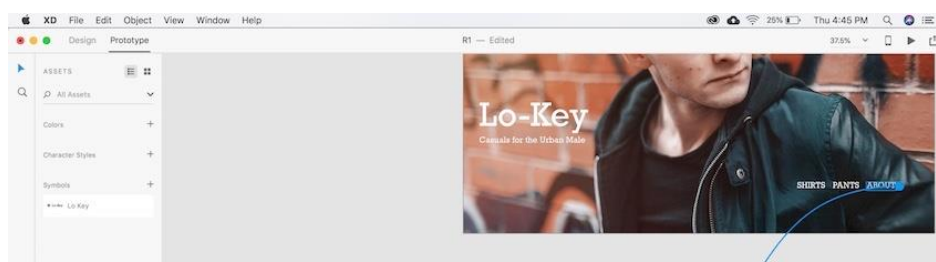 XD File Edit Object View Window Help 25% Thu 4:45 PM
Design Prototype R1 — Edited 37.5%
ASSETS
All Assets
Colors +
Character Styles +
Symbols +
Lo Key
Lo-Key
Casuals for the Urban Male
SHIRTS PANTS ABOUT